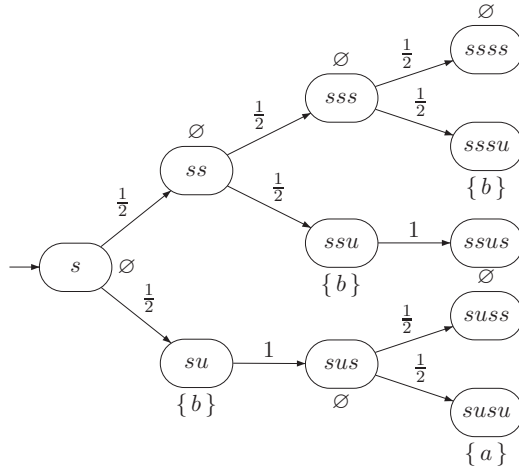 ∅
∅
1/2
ssss
sss
1/2
∅
1/2
sssu
ss
{ b }
1/2
1/2
ssu
1
ssus
s
∅
{ b }
∅
1/2
1/2
suss
su
1
sus
1/2
{ b }
∅
susu
{ a }